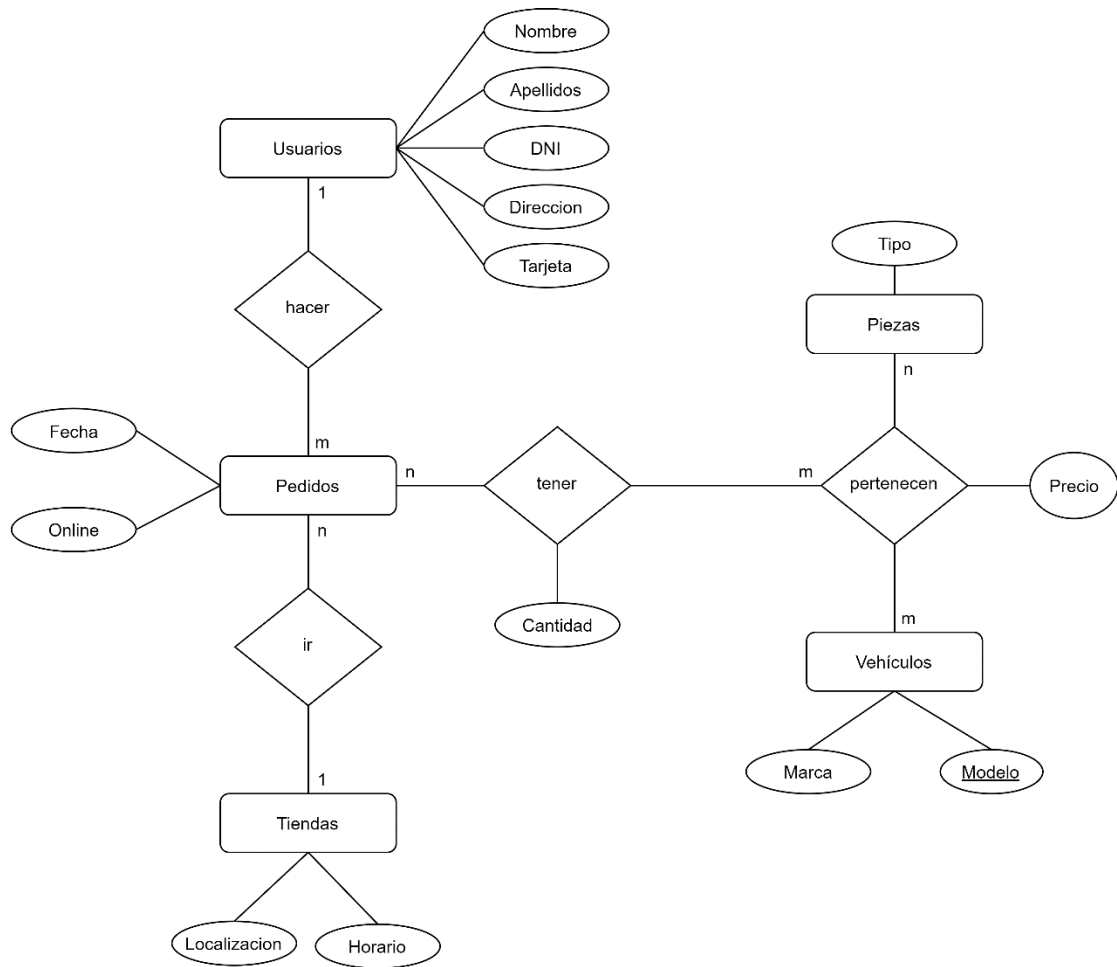 Nombre
Apellidos
Usuarios
DNI
1
Direccion
Tipo
Tarjeta
hacer
Piezas
n
Fecha
m
Pedidos
n
tener
m
pertenecen
Precio
Online
n
Cantidad
m
ir
Vehículos
1
Marca
Modelo
Tiendas
Localizacion
Horario